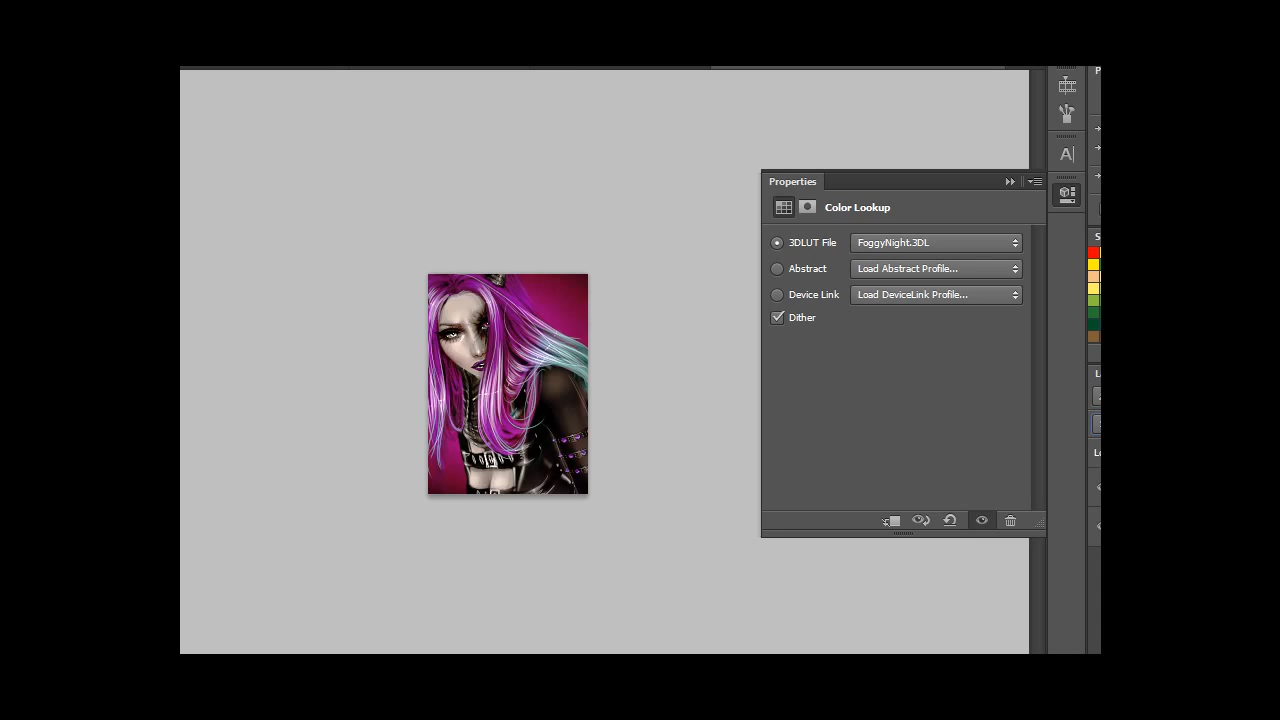 Properties
Color Lookup
3DLUT File FoggyNight.3DL
Abstract Load Abstract Profile...
Device Link Load DeviceLink Profile...
Dither
A|